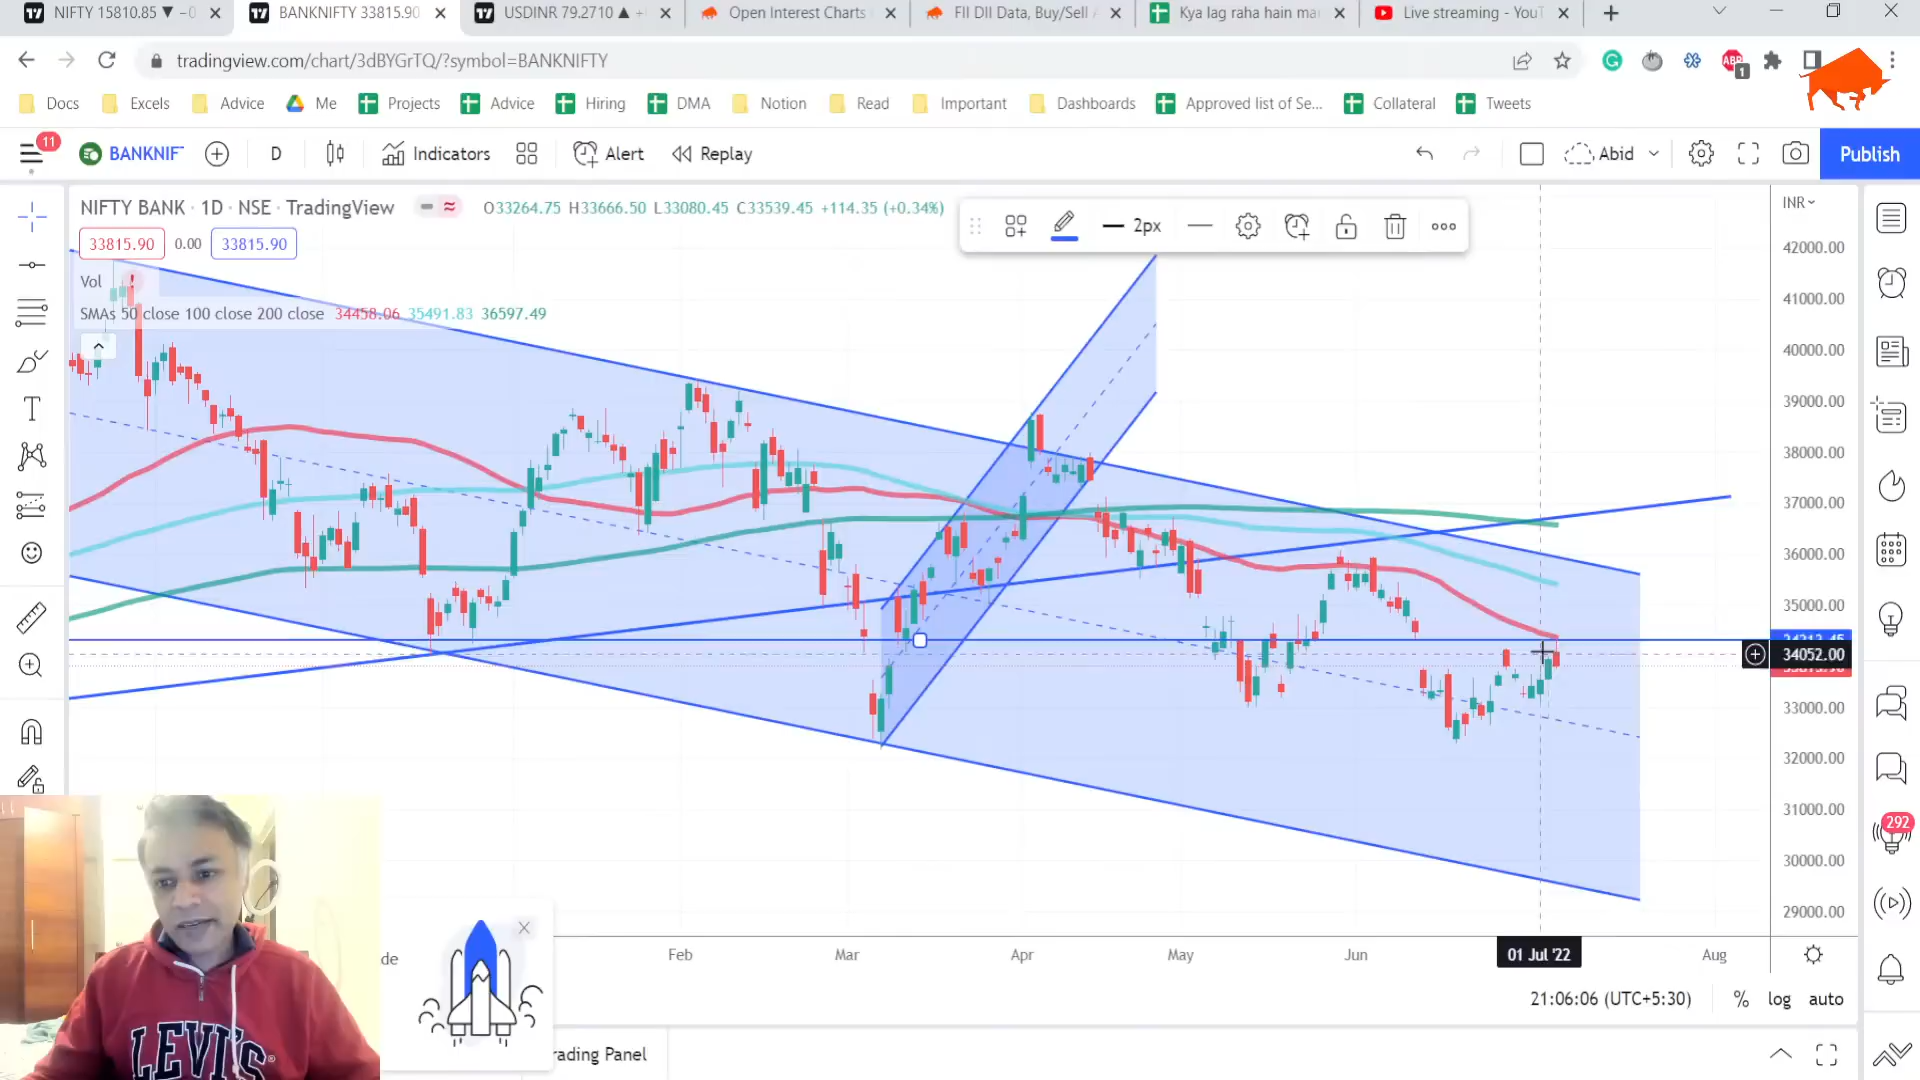 NIFTY 15810.85 ▼ −0
BANKNIFTY 33815.90
USDINR 79.2710 ▲ +
Open Interest Charts
FII DII Data, Buy/Sell
Kya lag raha hain ma
Live streaming - YouT
tradingview.com/chart/3dBYGrTQ/?symbol=BANKNIFTY
ABP
1
Docs
Excels
Advice
Me
Projects
Advice
Hiring
DMA
Notion
Read
Important
Dashboards
Approved list of Se...
Collateral
Tweets
11
BANKNIF
D
Indicators
Alert
Replay
Abid
Publish
NIFTY BANK · 1D · NSE · TradingView
O33264.75 H33666.50 L33080.45 C33539.45 +114.35 (+0.34%)
2px
INR
33815.90 0.00 33815.90
Vol
SMAs 50 close 100 close 200 close 34458.06 35491.83 36597.49
42000.00
41000.00
40000.00
39000.00
38000.00
37000.00
36000.00
35000.00
34052.00
33000.00
32000.00
31000.00
30000.00
29000.00
292
de
Feb
Mar
Apr
May
Jun
01 Jul '22
Aug
21:06:06 (UTC+5:30)
%
log
auto
rading Panel
LEVI'S